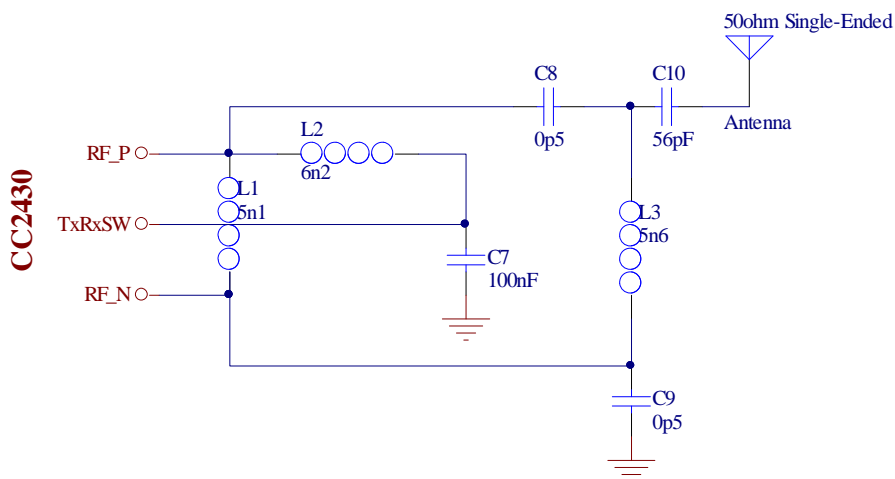 50ohm Single-Ended
C8
C10
0p5
56pF
Antenna
L2
6n2
RF_P
L1
5n1
TxRxSW
CC2430
RF_N
C7
100nF
L3
5n6
C9
0p5